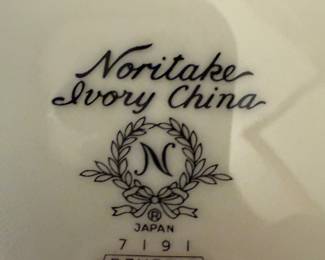 Noritake
Ivory China
N
®
JAPAN
7191